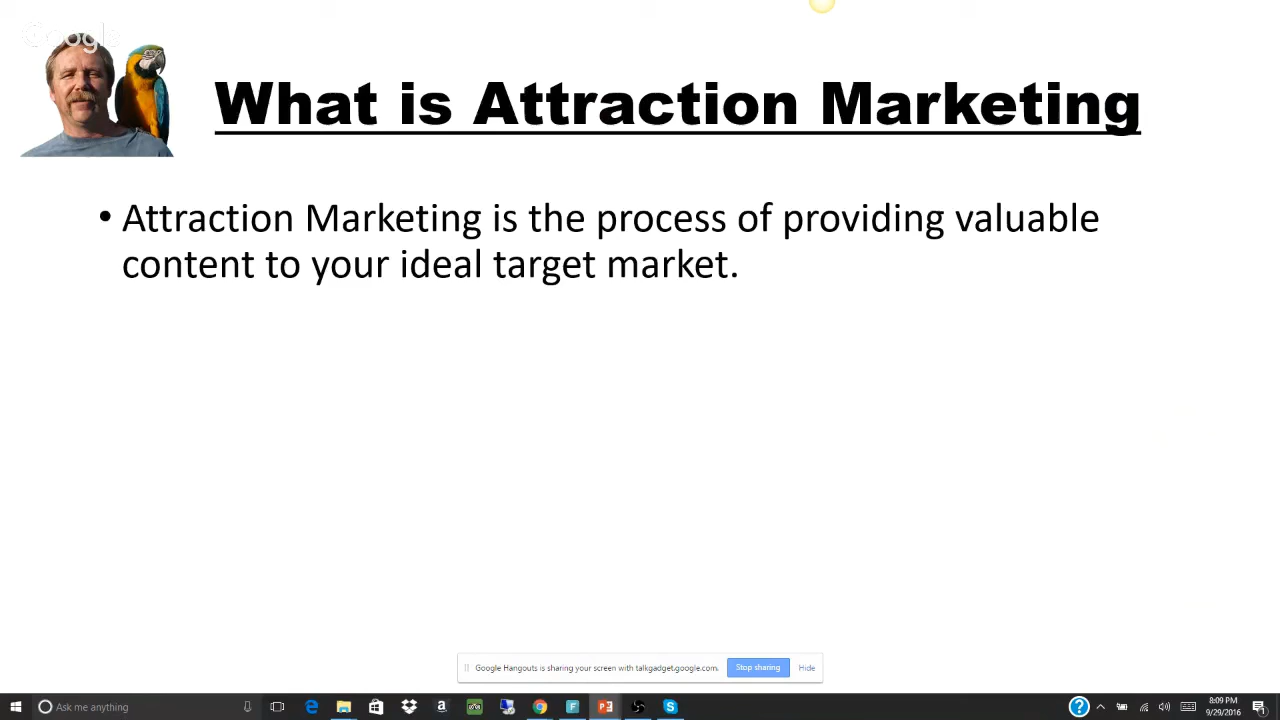 Google
What is Attraction Marketing
• Attraction Marketing is the process of providing valuable
content to your ideal target market.
Google Hangouts is sharing your screen with talkgadget.google.com.
Stop sharing
Hide
Ask me anything
8:09 PM
9/29/2016